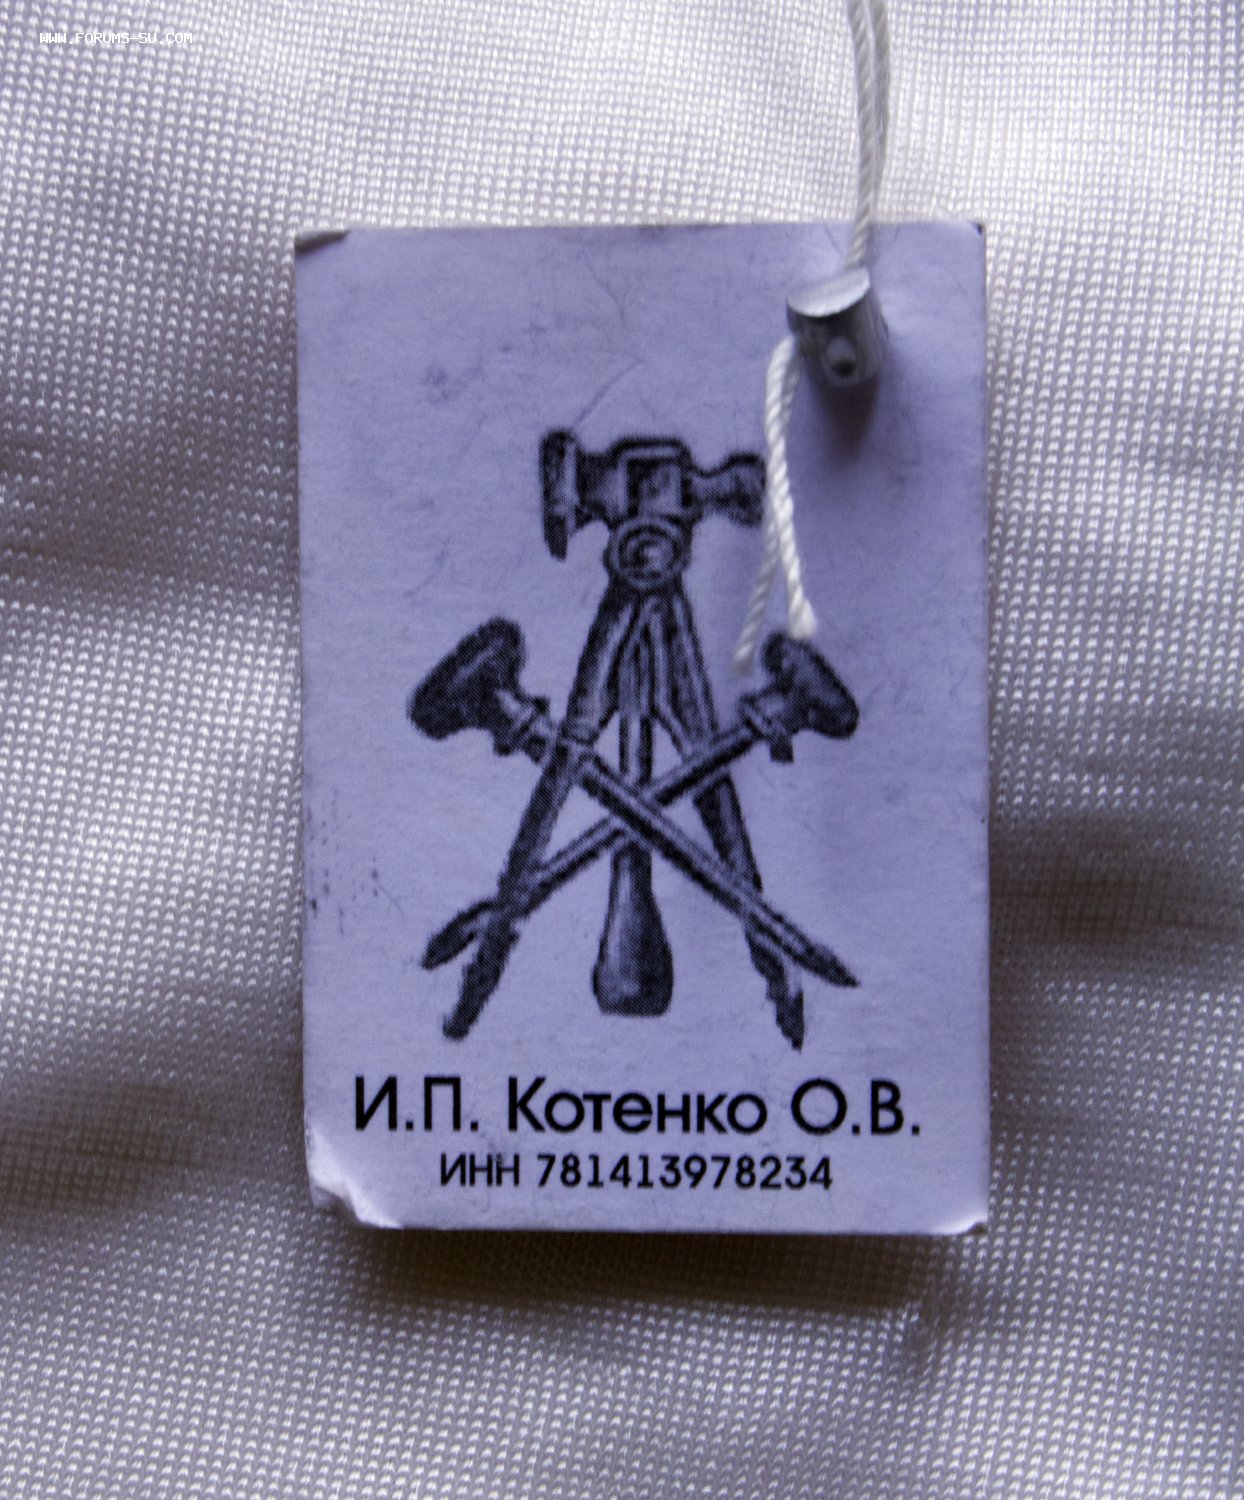 WWW.FORUMS-SU.COM
И.П. Котенко О.В.
ИНН 781413978234